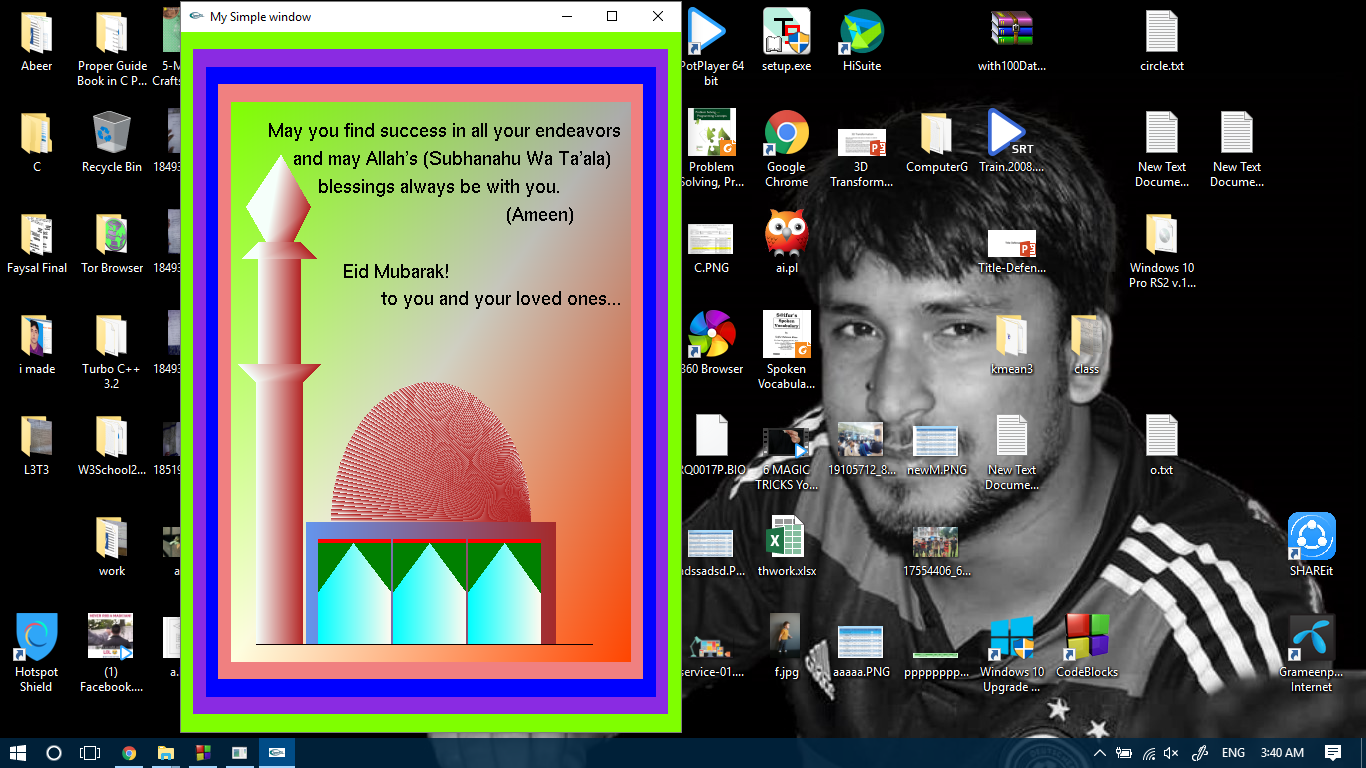 My Simple window
May you find success in all your endeavors
and may Allah's (Subhanahu Wa Ta'ala)
blessings always be with you.
(Ameen)
Eid Mubarak!
to you and your loved ones...
Abeer
Proper Guide
Book in C P...
5-M
Crafts
PotPlayer 64
bit
setup.exe
HiSuite
with100Dat...
circle.txt
C
Recycle Bin
18493
Problem
Solving, Pr...
Google
Chrome
3D
Transform...
ComputerG
SRT
Train.2008....
New Text
Docume...
New Text
Docume...
Faysal Final
Tor Browser
18493
C.PNG
ai.pl
Title-Defen...
Windows 10
Pro RS2 v.1...
i made
Turbo C++
3.2
18493
360 Browser
Spoken
Vocabula...
kmean3
class
L3T3
W3School2...
18519
RQ0017P.BIO
6 MAGIC
TRICKS Yo...
19105712_8...
newM.PNG
New Text
Docume...
o.txt
work
a
ndssadsd.P...
thwork.xlsx
17554406_6...
SHAREit
Hotspot
Shield
(1)
Facebook....
a.
service-01....
f.jpg
aaaaa.PNG
ppppppppp...
Windows 10
Upgrade ...
CodeBlocks
Grameenp...
Internet
ENG
3:40 AM